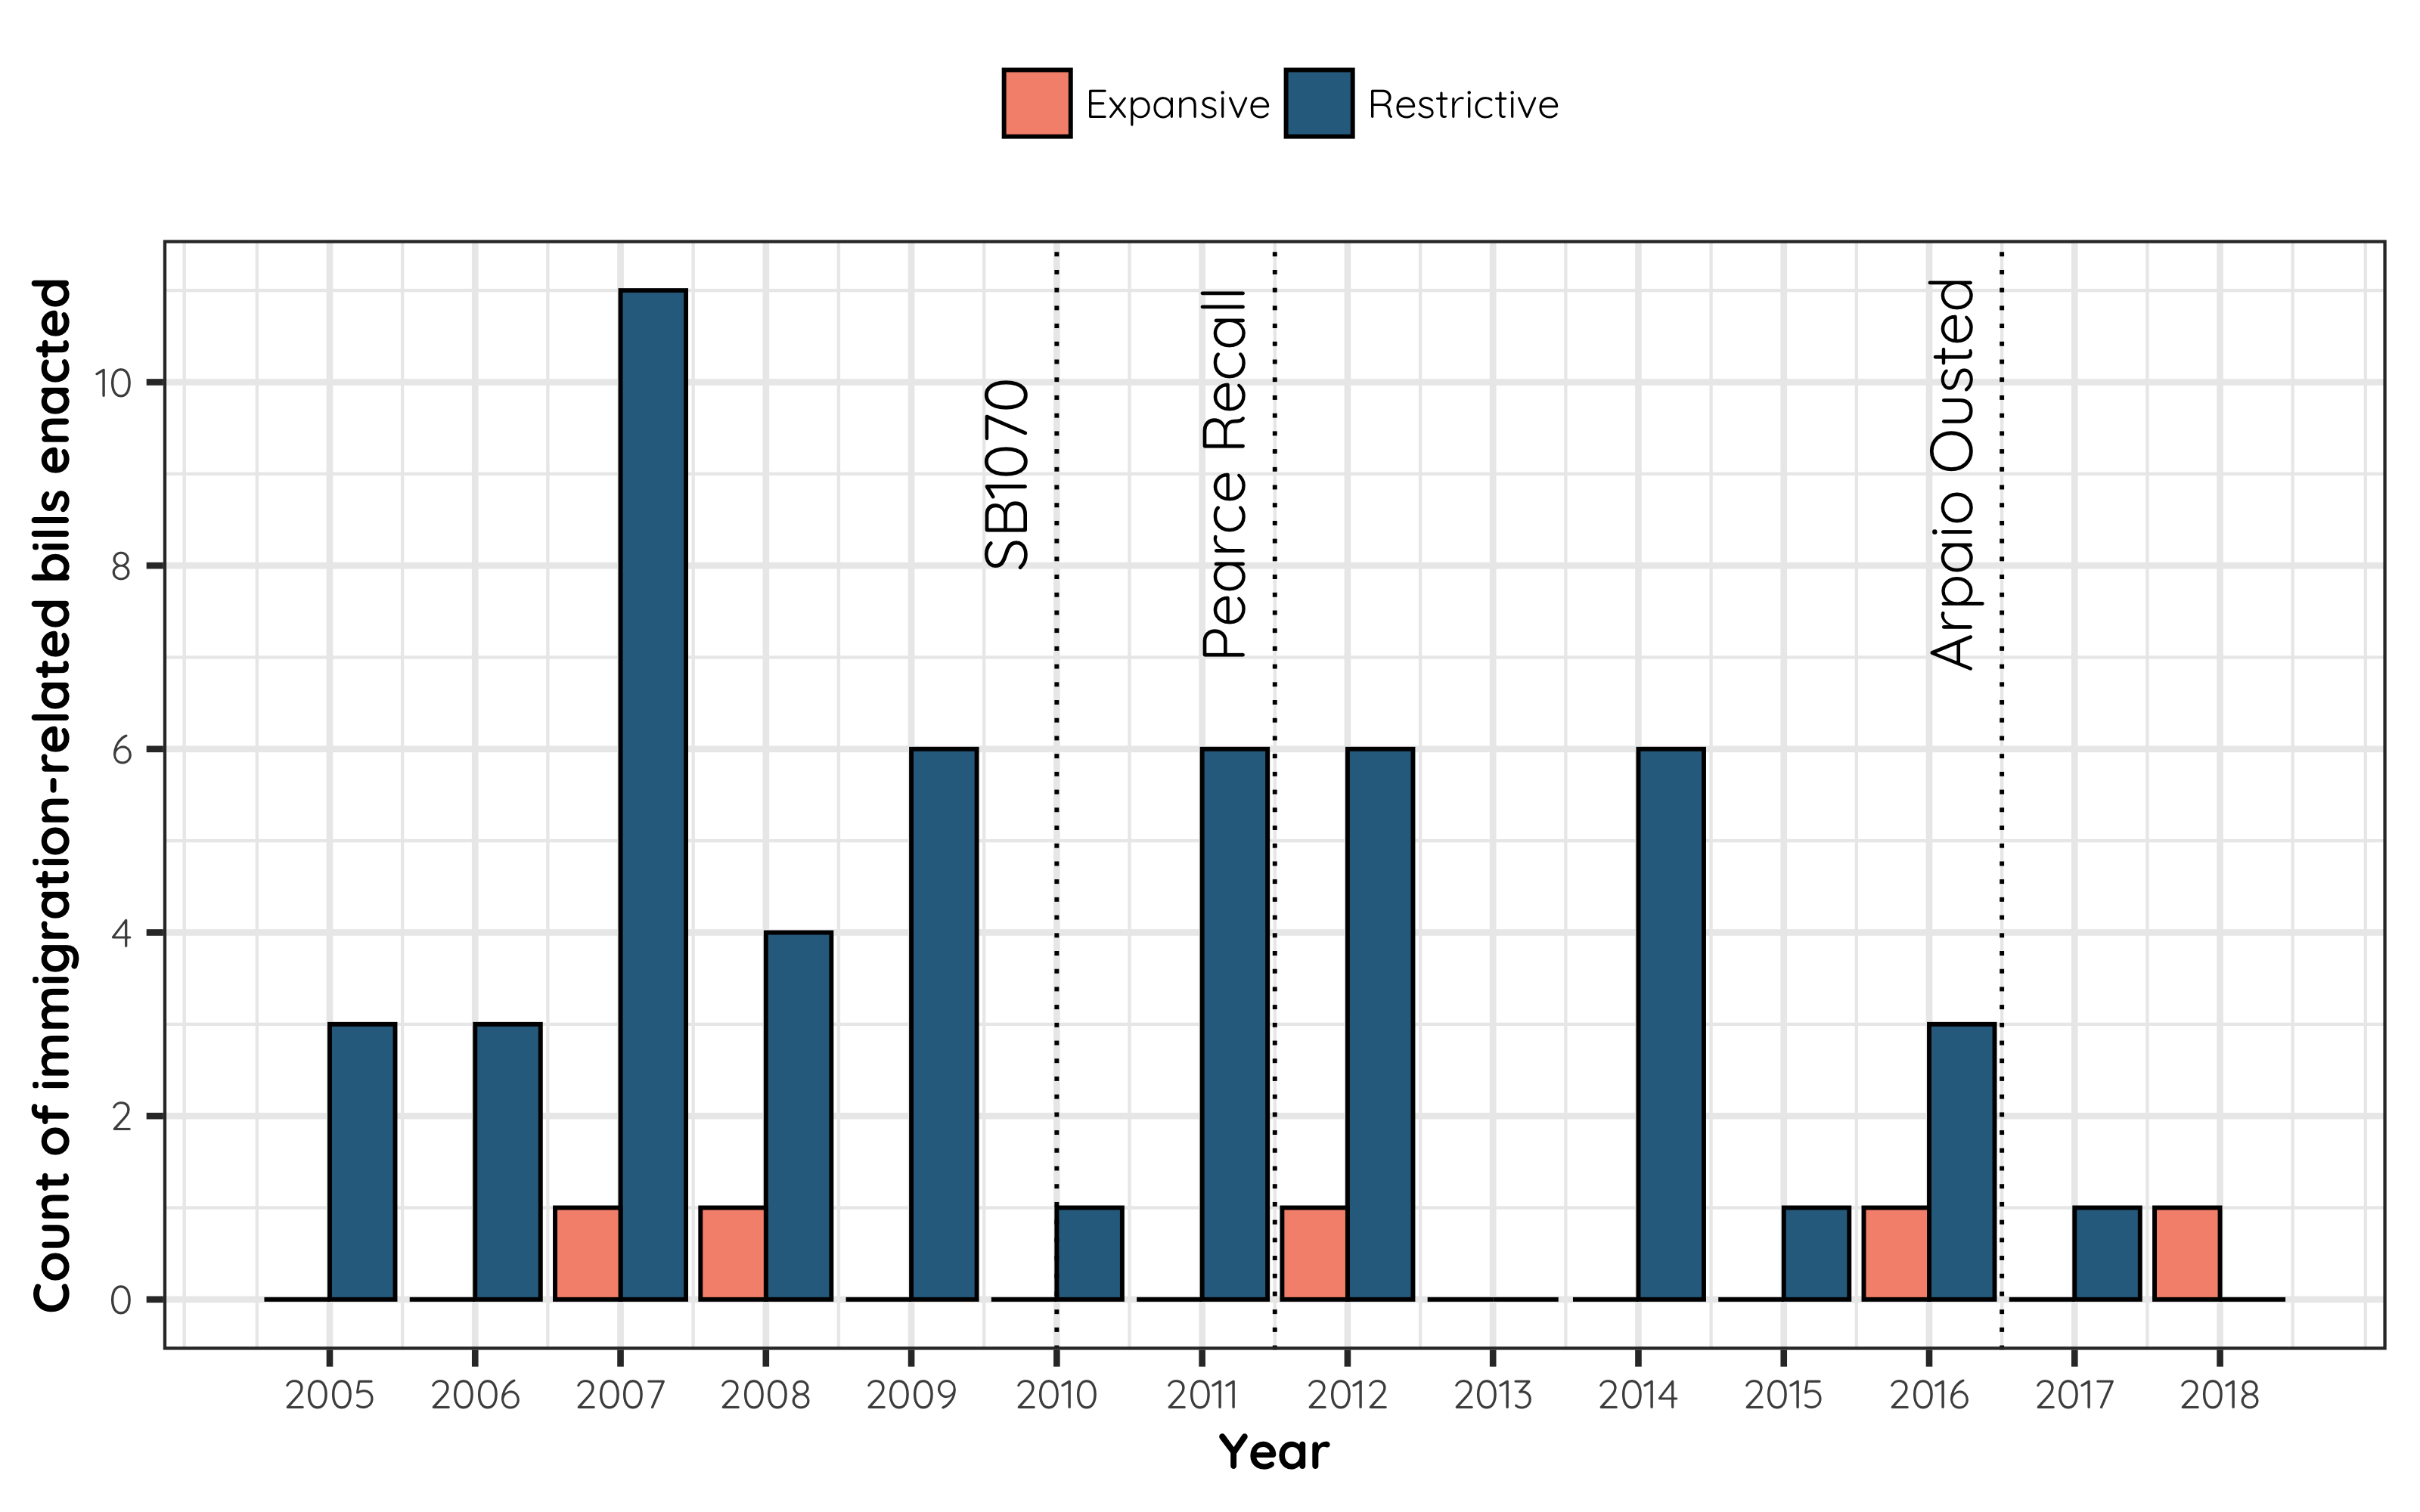 Expansive Restrictive
Count of immigration-related bills enacted
10
8
6
4
2
0
SB1070
Pearce Recall
Arpaio Ousted
2005 2006 2007 2008 2009 2010 2011 2012 2013 2014 2015 2016 2017 2018
Year